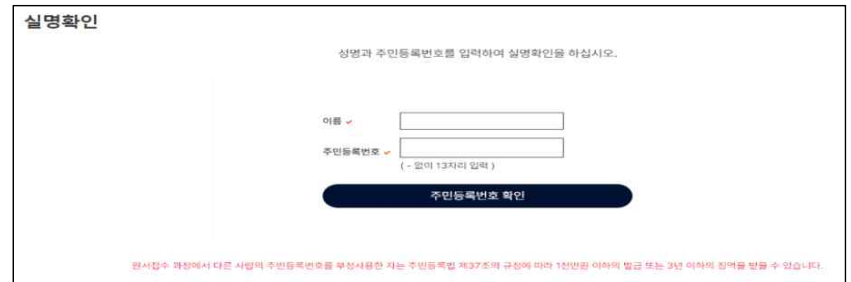 실명확인
성명과 주민등록번호를 입력하여 실명확인을 하십시오.
이름
주민등록번호
( - 없이 13자리 입력 )
주민등록번호 확인
원서접수 과정에서 다른 사람의 주민등록번호를 부정사용한 자는 주민등록법 제37조의 규정에 따라 1천만원 이하의 벌금 또는 3년 이하의 징역을 받을 수 있습니다.